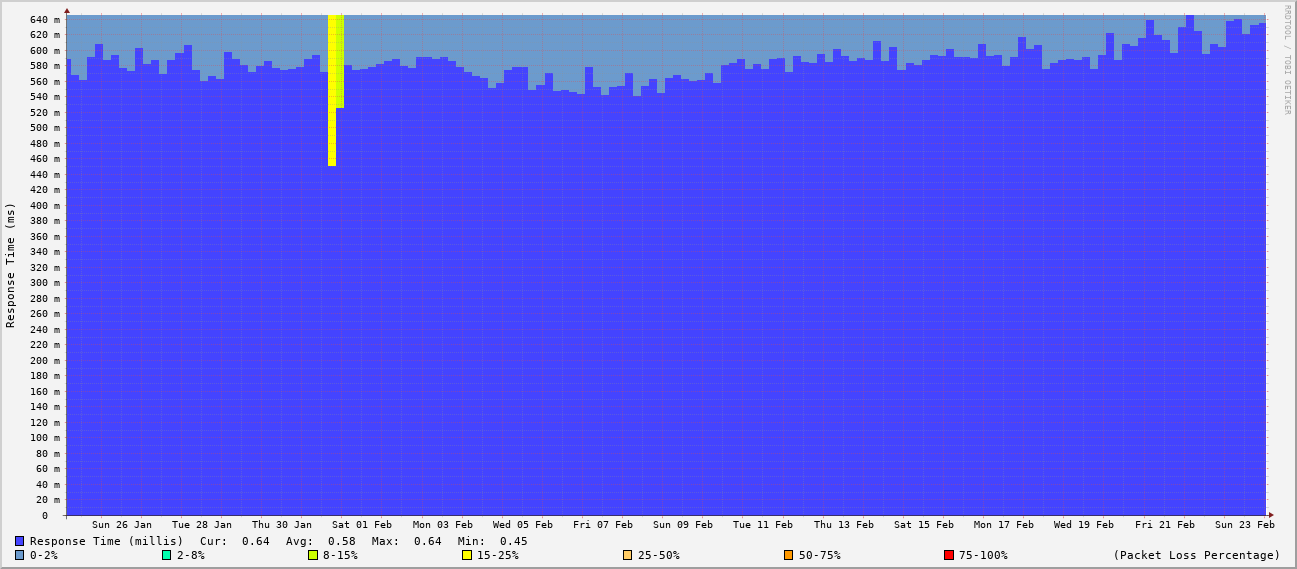 640 m
620 m
600 m
580 m
560 m
540 m
520 m
500 m
480 m
460 m
440 m
420 m
400 m
380 m
360 m
340 m
320 m
300 m
280 m
260 m
240 m
220 m
200 m
180 m
160 m
140 m
120 m
100 m
80 m
60 m
40 m
20 m
0
Response Time (ms)
RRDTOOL / TOBI OETIKER
Sun 26 Jan Tue 28 Jan Thu 30 Jan Sat 01 Feb Mon 03 Feb Wed 05 Feb Fri 07 Feb Sun 09 Feb Tue 11 Feb Thu 13 Feb Sat 15 Feb Mon 17 Feb Wed 19 Feb Fri 21 Feb Sun 23 Feb
Response Time (millis) Cur: 0.64 Avg: 0.58 Max: 0.64 Min: 0.45
0-2% 2-8% 8-15% 15-25% 25-50% 50-75% 75-100% (Packet Loss Percentage)